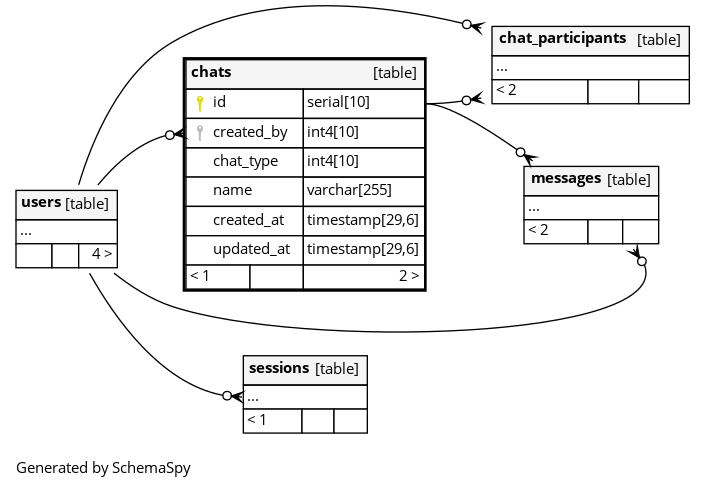 chat_participants [table]
...
< 2
chats [table]
id serial[10]
created_by int4[10]
chat_type int4[10]
name varchar[255]
created_at timestamp[29,6]
updated_at timestamp[29,6]
< 1 2 >
messages [table]
...
< 2
users [table]
...
4 >
sessions [table]
...
< 1
Generated by SchemaSpy